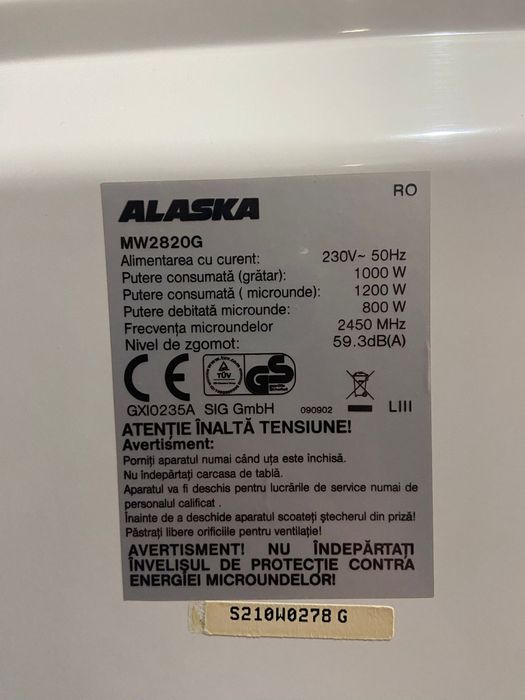 RO
ALASKA
MW2820G
Alimentarea cu curent: 230V~ 50Hz
Putere consumată (grătar): 1000 W
Putere consumată ( microunde): 1200 W
Putere debitată microunde: 800 W
Frecvența microundelor 2450 MHz
Nivel de zgomot: 59.3dB(A)
CE TÜV GS
GXI0235A SIG GmbH 090902 LIII
ATENȚIE ÎNALTĂ TENSIUNE!
Avertisment:
Porniți aparatul numai când ușa este închisă.
Nu îndepărtați carcasa de tablă.
Aparatul va fi deschis pentru lucrările de service numai de
personalul calificat .
Înainte de a deschide aparatul scoateți ștecherul din priză!
Păstrați libere orificiile pentru ventilație!
AVERTISMENT! NU ÎNDEPĂRTAȚI
ÎNVELIȘUL DE PROTECȚIE CONTRA
ENERGIEI MICROUNDELOR!
S210W0278 G